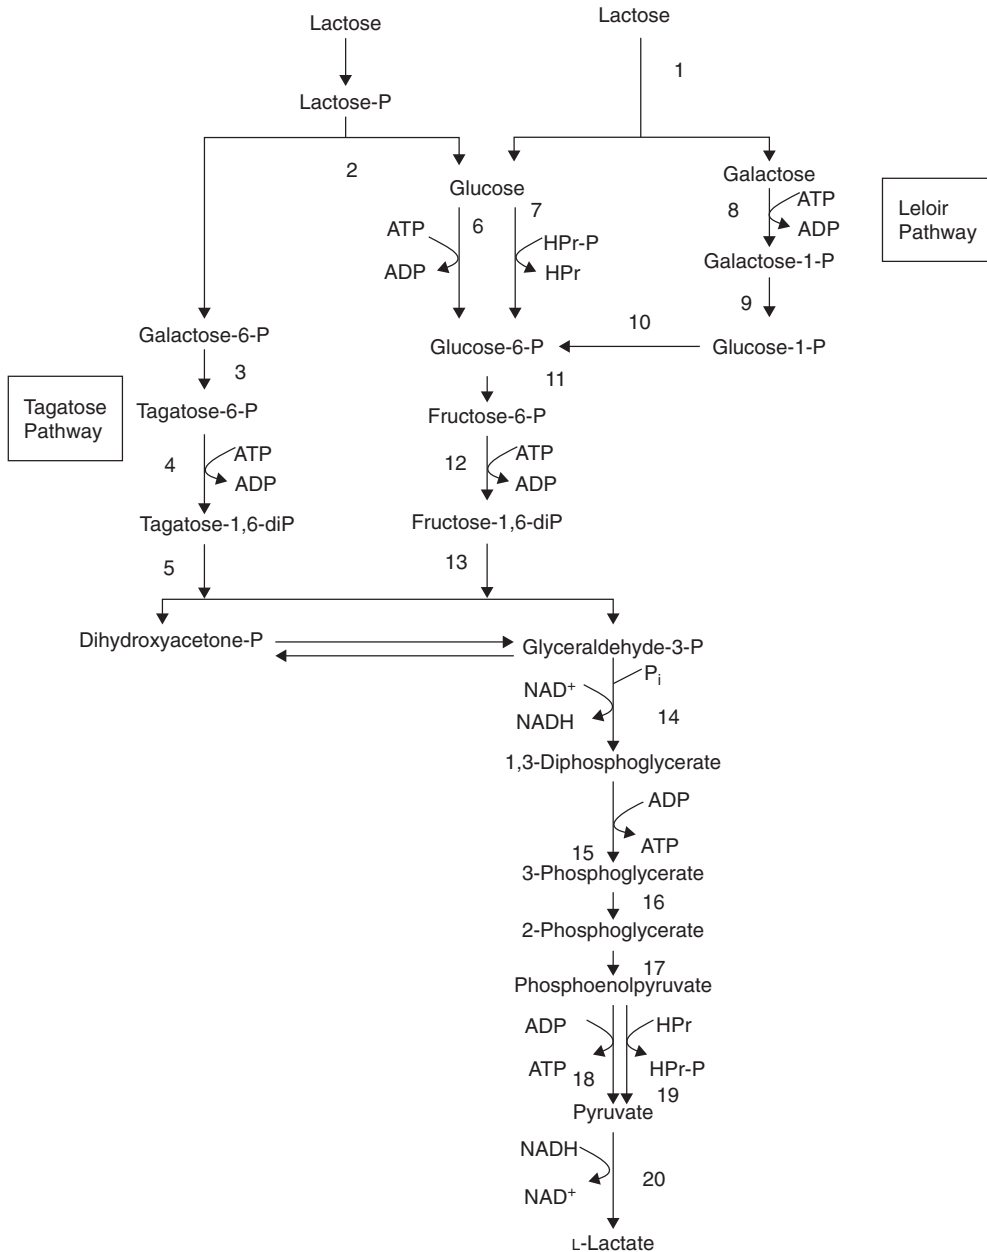 Lactose
Lactose
1
Lactose-P
2
Glucose
Galactose
6
7
8
ATP
ADP
HPr-P
HPr
ATP
ADP
Leloir
Pathway
Galactose-1-P
9
Galactose-6-P
Glucose-6-P
10
Glucose-1-P
3
11
Tagatose
Pathway
Tagatose-6-P
Fructose-6-P
4
ATP
ADP
12
ATP
ADP
Tagatose-1,6-diP
Fructose-1,6-diP
5
13
Dihydroxyacetone-P
Glyceraldehyde-3-P
Pi
NAD+
NADH
14
1,3-Diphosphoglycerate
ADP
ATP
15
3-Phosphoglycerate
16
2-Phosphoglycerate
17
Phosphoenolpyruvate
ADP
HPr
ATP
18
HPr-P
19
Pyruvate
NADH
20
NAD+
L-Lactate